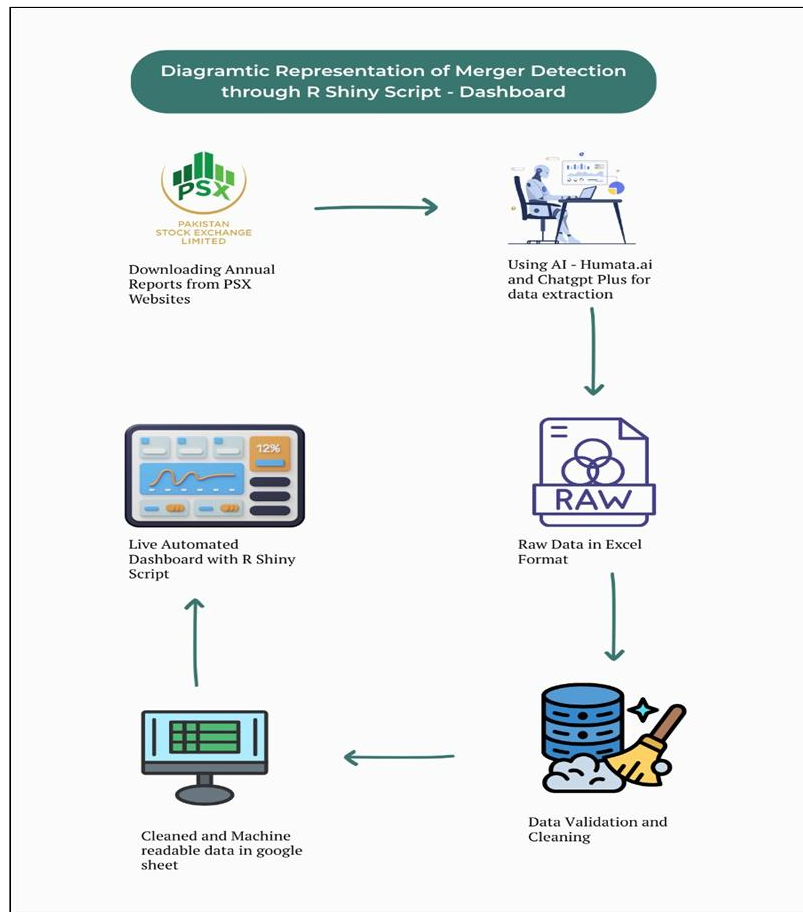 Diagramtic Representation of Merger Detection
through R Shiny Script - Dashboard
PSX
PAKISTAN
STOCK EXCHANGE
LIMITED
Downloading Annual
Reports from PSX
Websites
Using AI - Humata.ai
and Chatgpt Plus for
data extraction
12%
Live Automated
Dashboard with R Shiny
Script
RAW
Raw Data in Excel
Format
Cleaned and Machine
readable data in google
sheet
Data Validation and
Cleaning